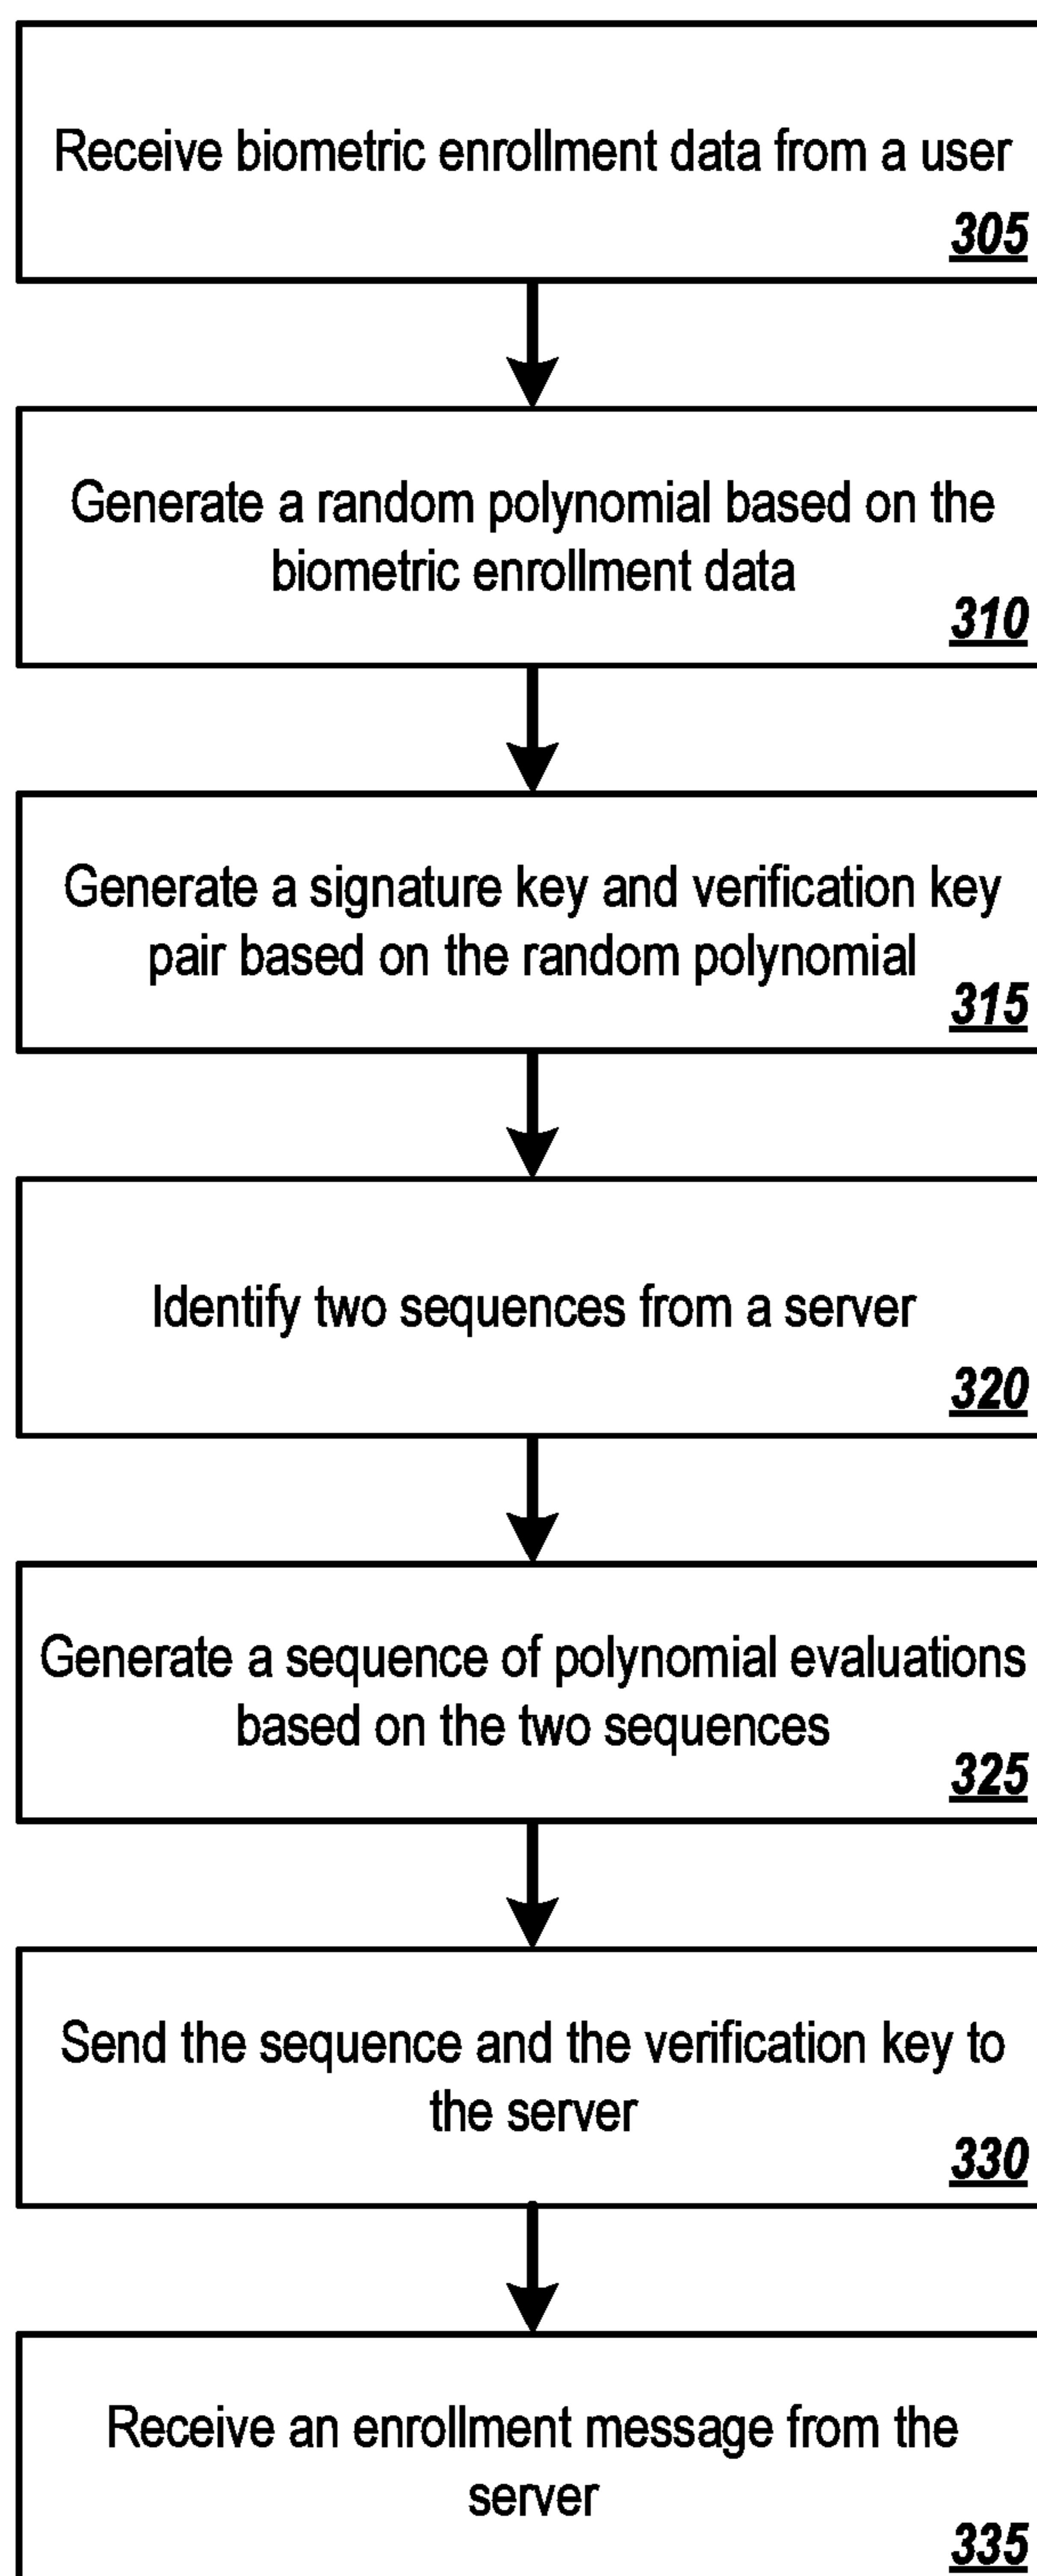 Receive biometric enrollment data from a user
305
Generate a random polynomial based on the
biometric enrollment data
310
Generate a signature key and verification key
pair based on the random polynomial
315
Identify two sequences from a server
320
Generate a sequence of polynomial evaluations
based on the two sequences
325
Send the sequence and the verification key to
the server
330
Receive an enrollment message from the
server
335